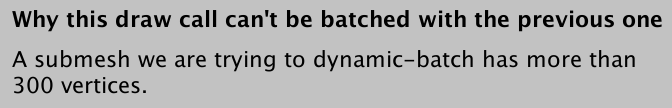 Why this draw call can't be batched with the previous one
A submesh we are trying to dynamic-batch has more than
300 vertices.